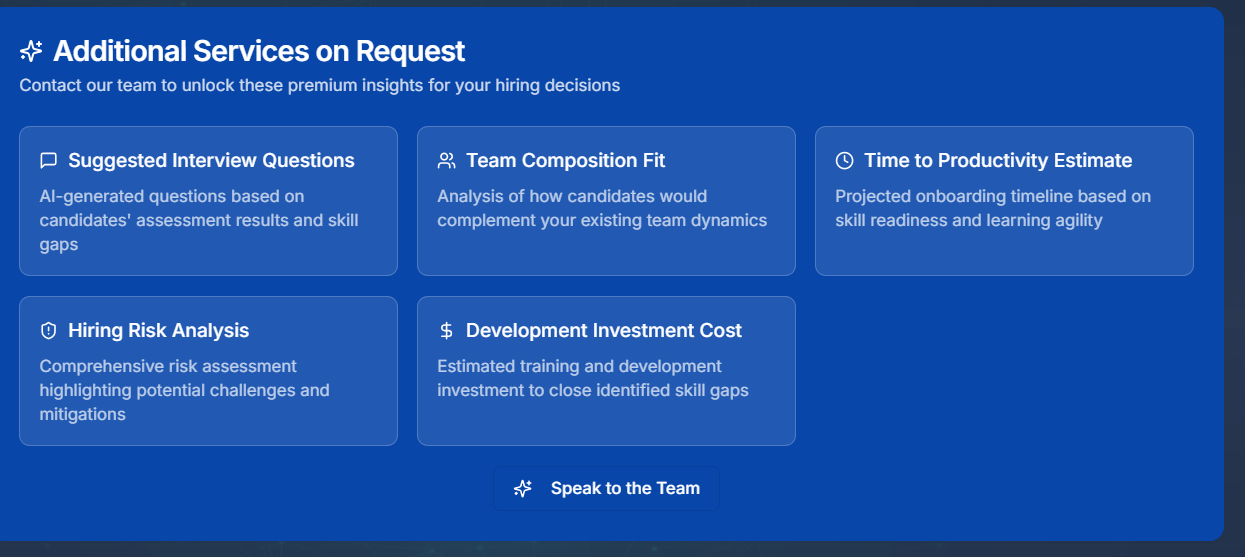 Additional Services on Request
Contact our team to unlock these premium insights for your hiring decisions
Suggested Interview Questions
AI-generated questions based on
candidates' assessment results and skill
gaps
Team Composition Fit
Analysis of how candidates would
complement your existing team dynamics
Time to Productivity Estimate
Projected onboarding timeline based on
skill readiness and learning agility
Hiring Risk Analysis
Comprehensive risk assessment
highlighting potential challenges and
mitigations
Development Investment Cost
Estimated training and development
investment to close identified skill gaps
Speak to the Team